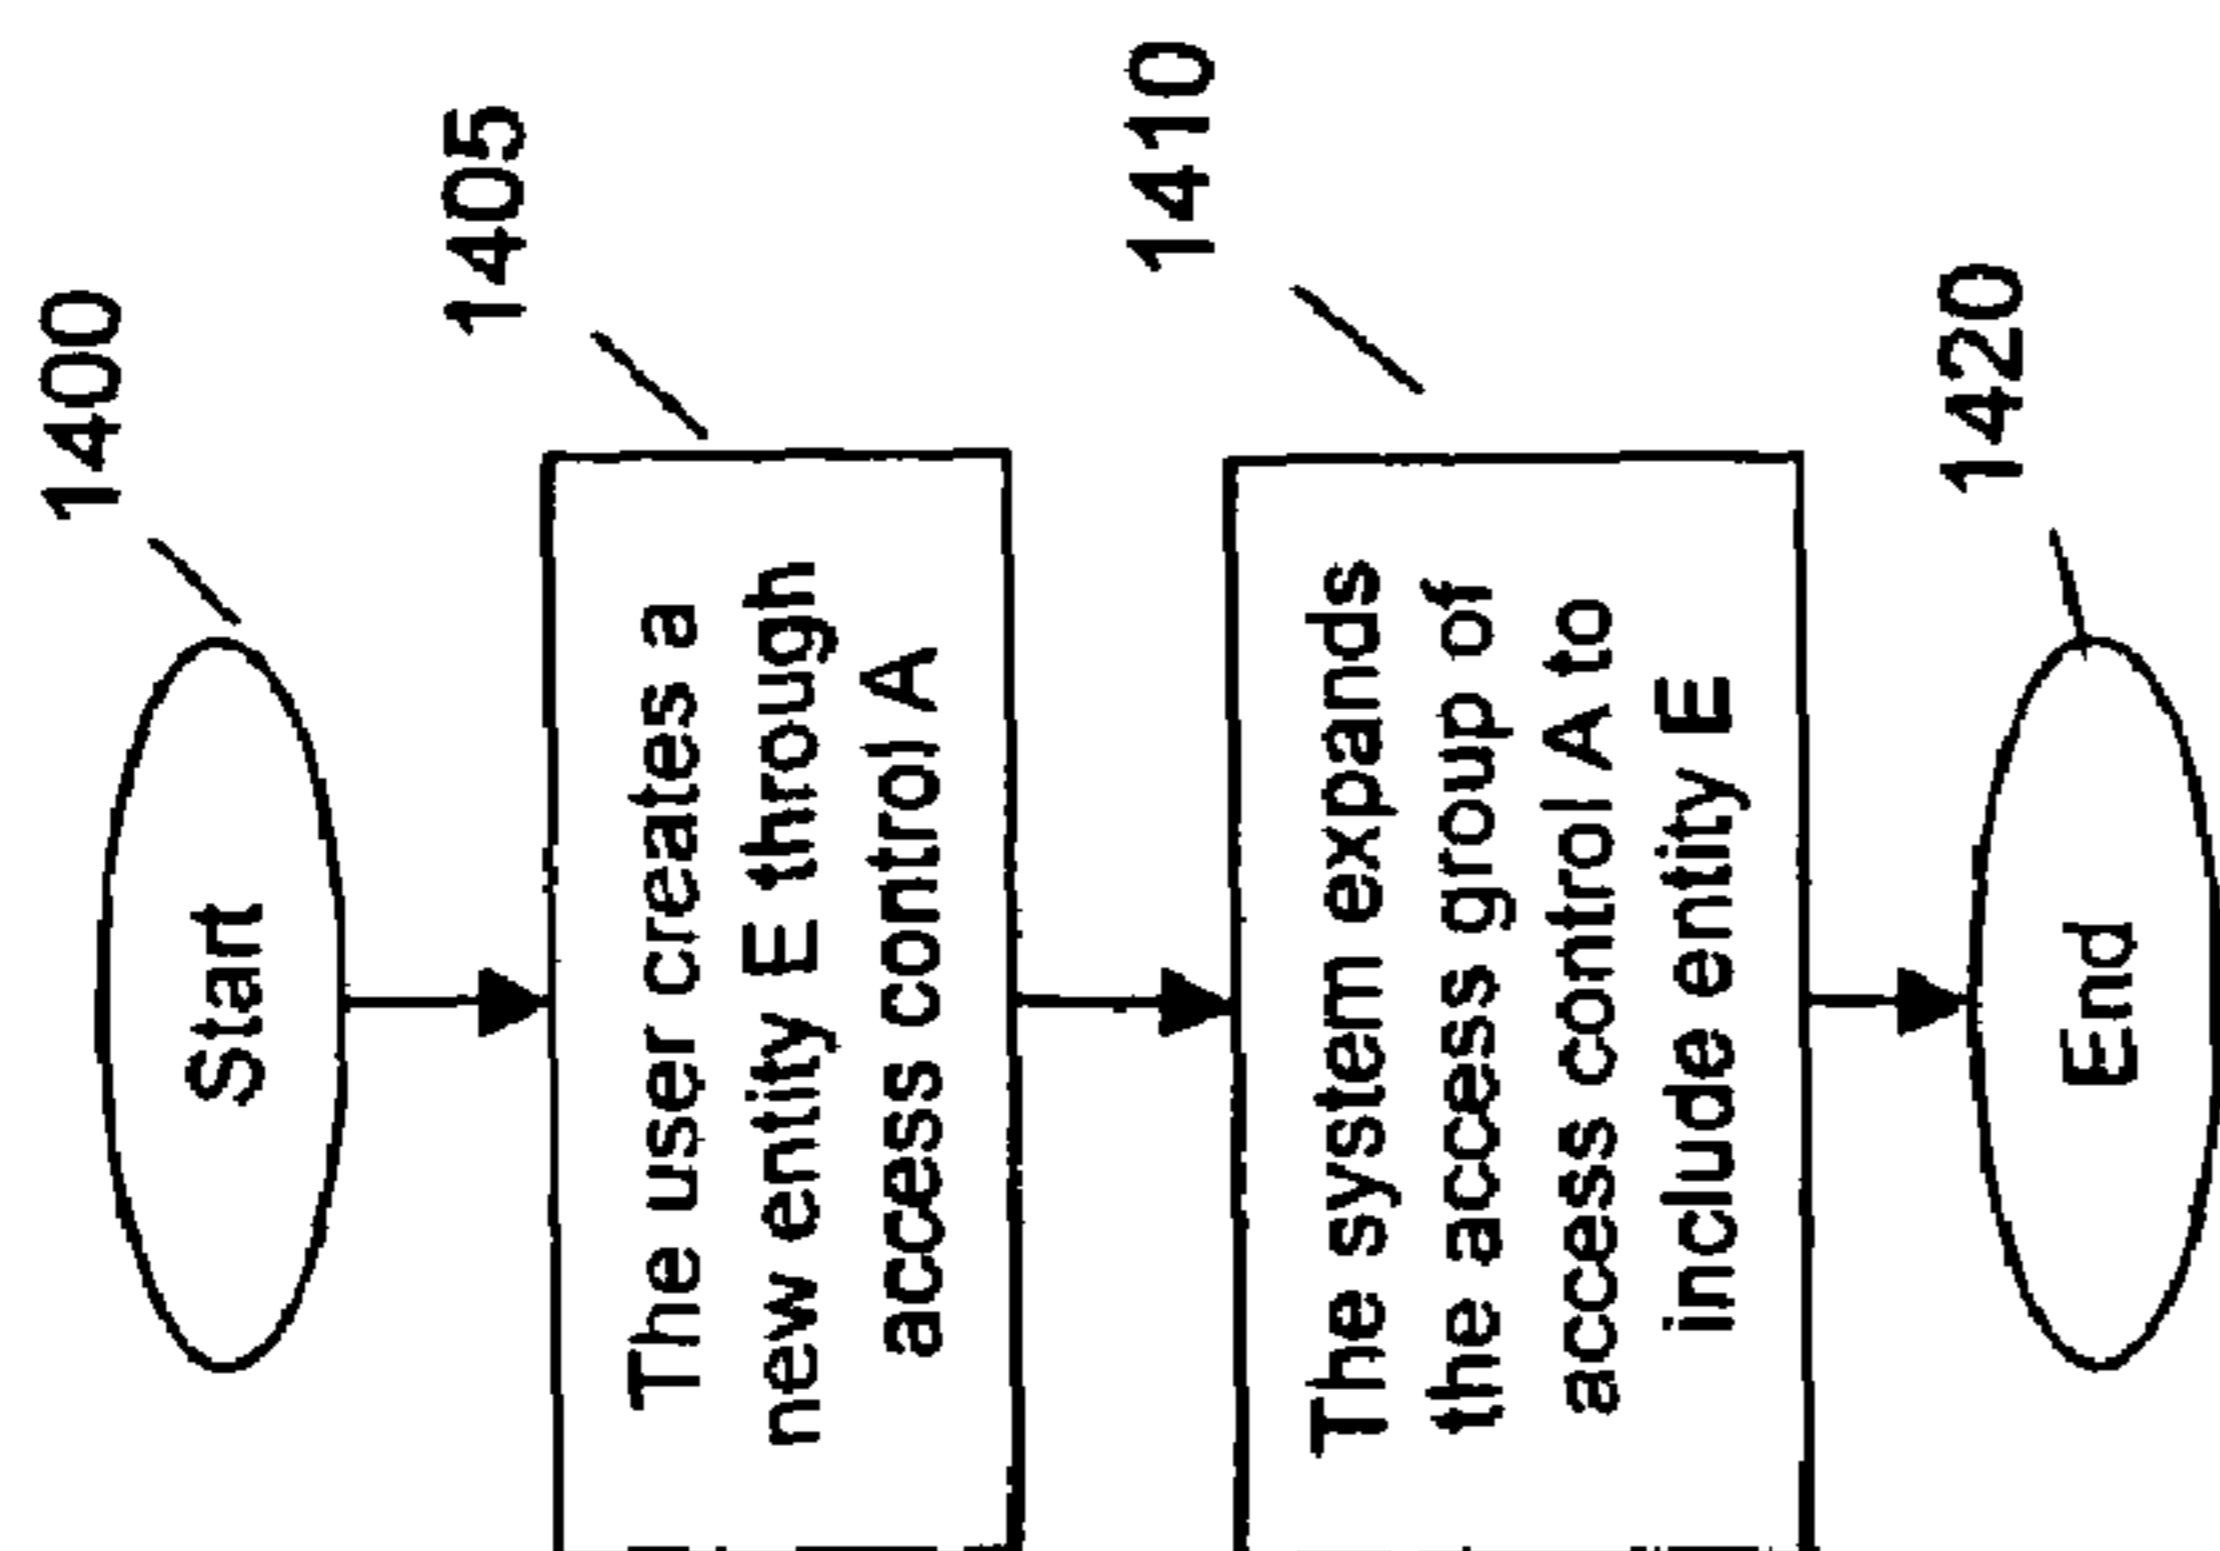 1400
Start
1405
The user creates a
new entity E through
access control A
1410
The system expands
the access group of
access control A to
include entity E
1420
End